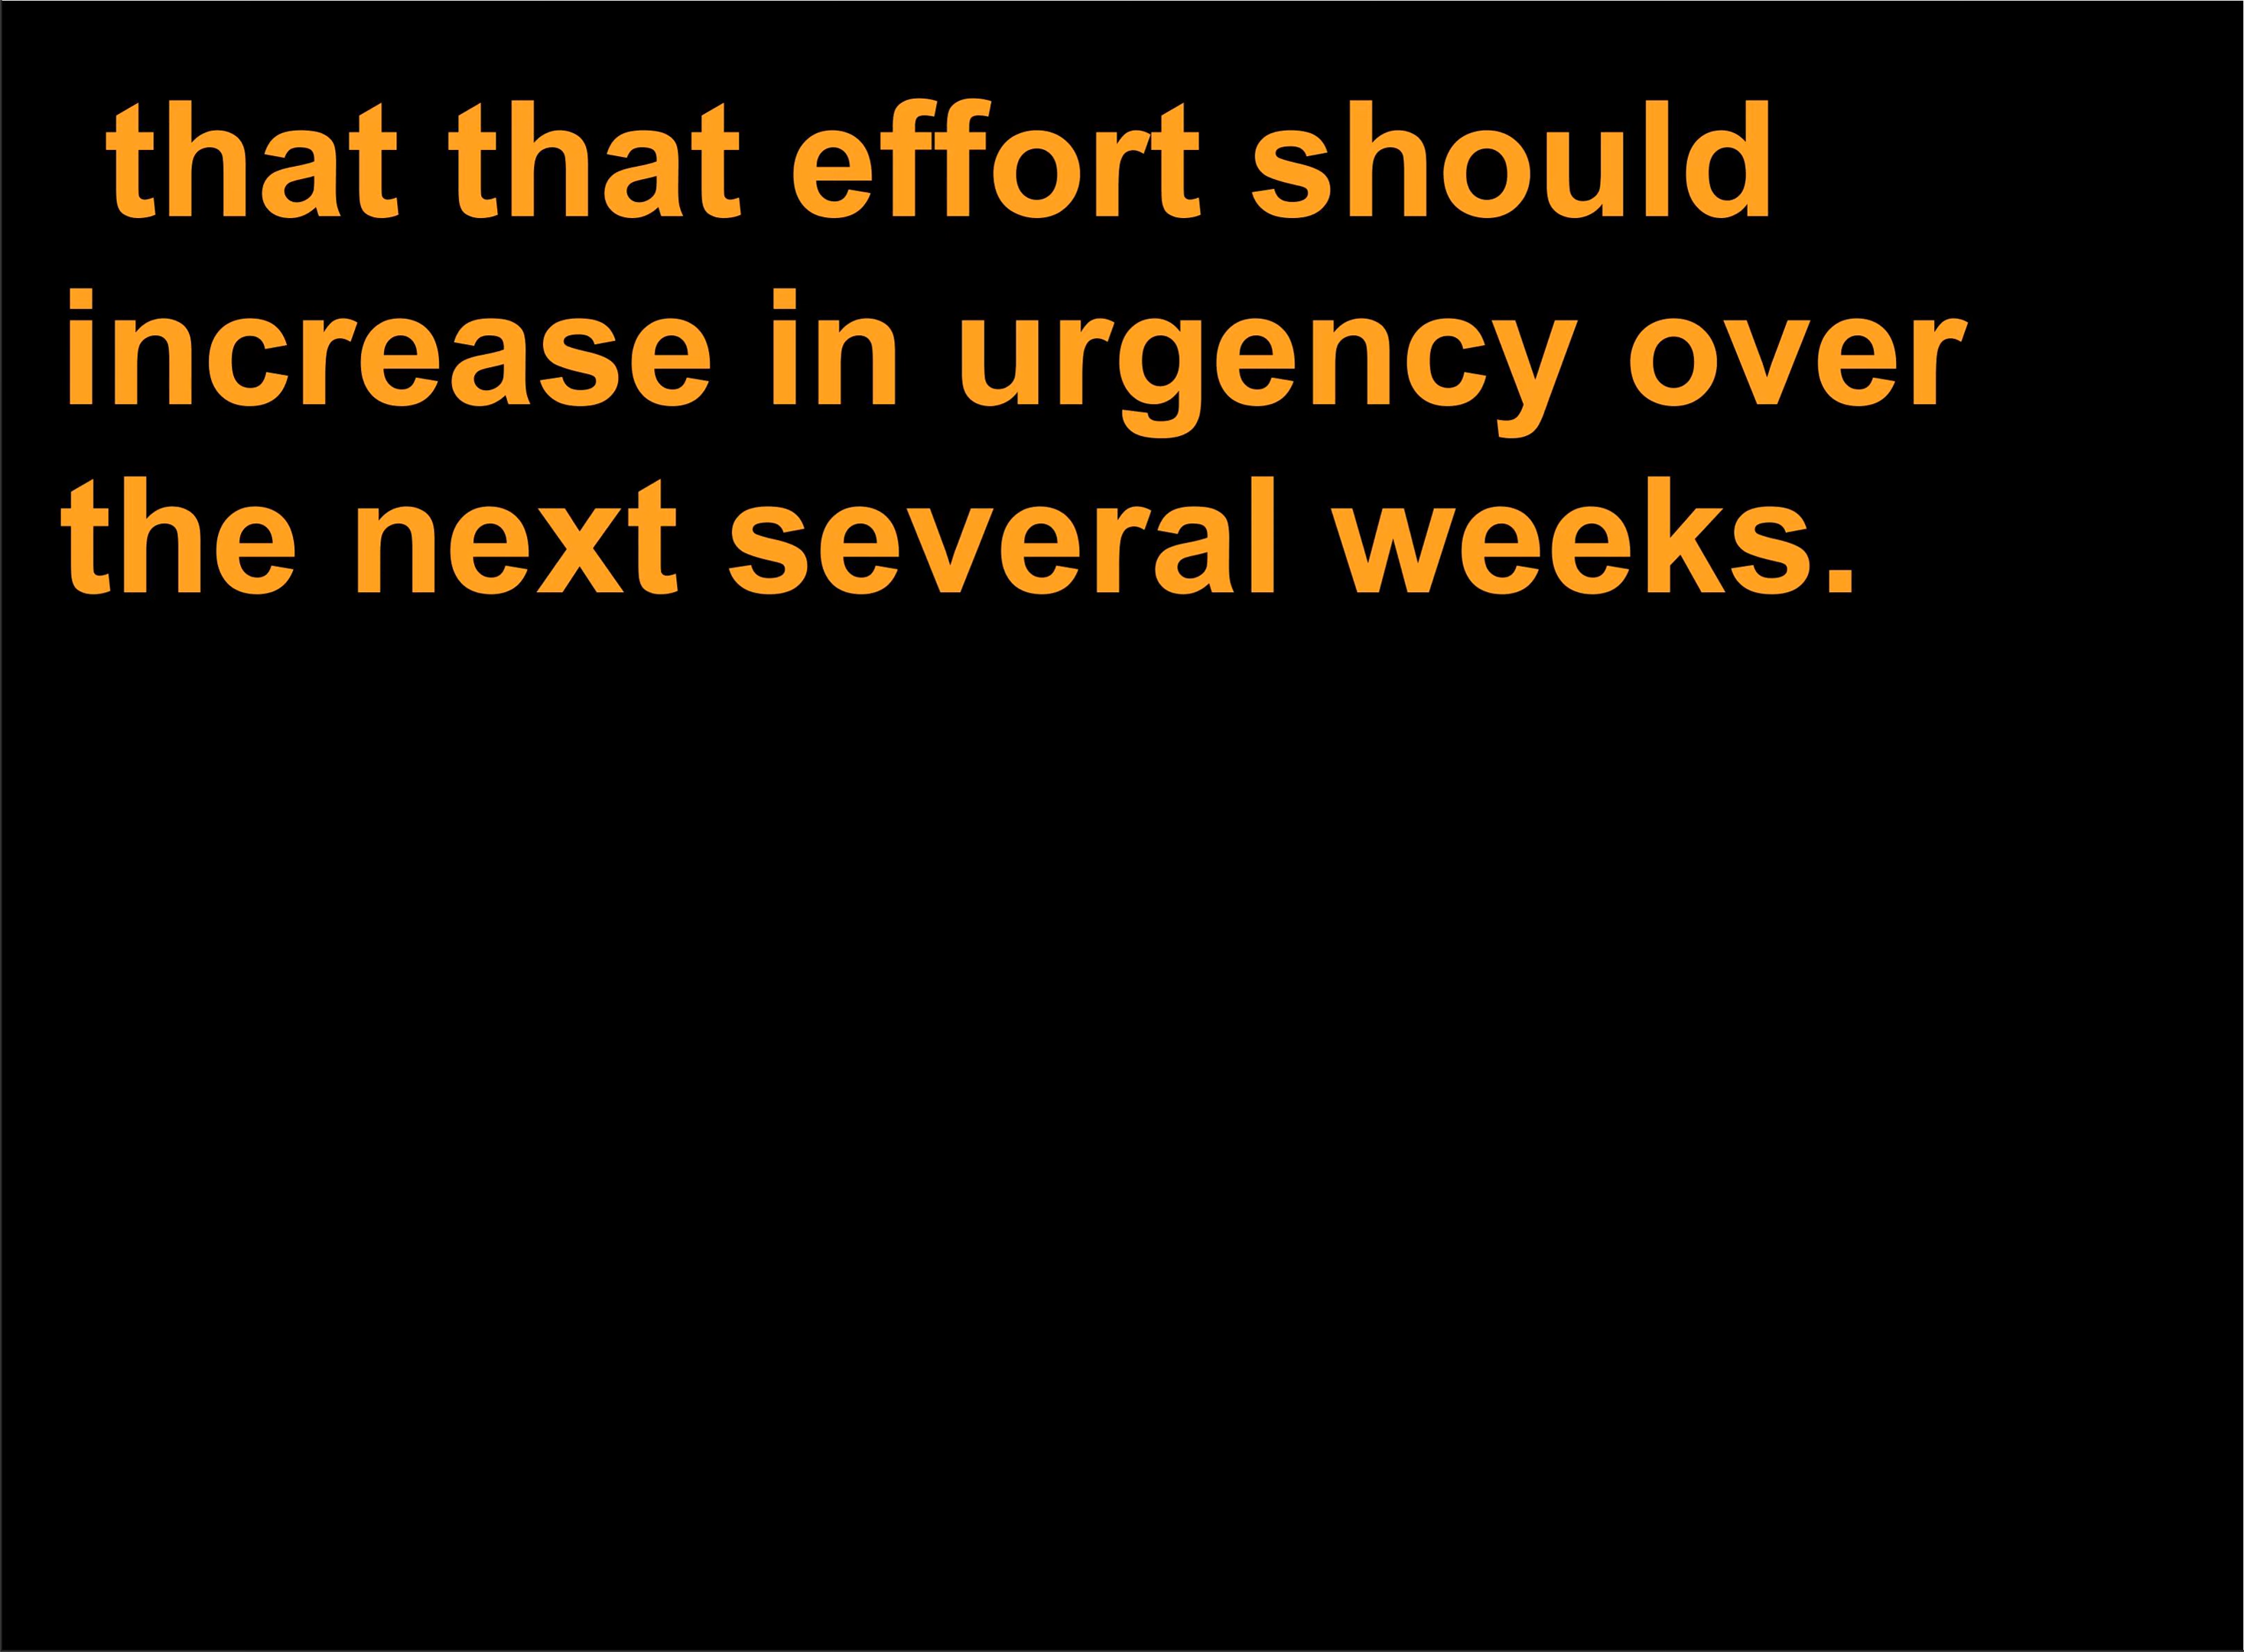 that that effort should
increase in urgency over
the next several weeks.